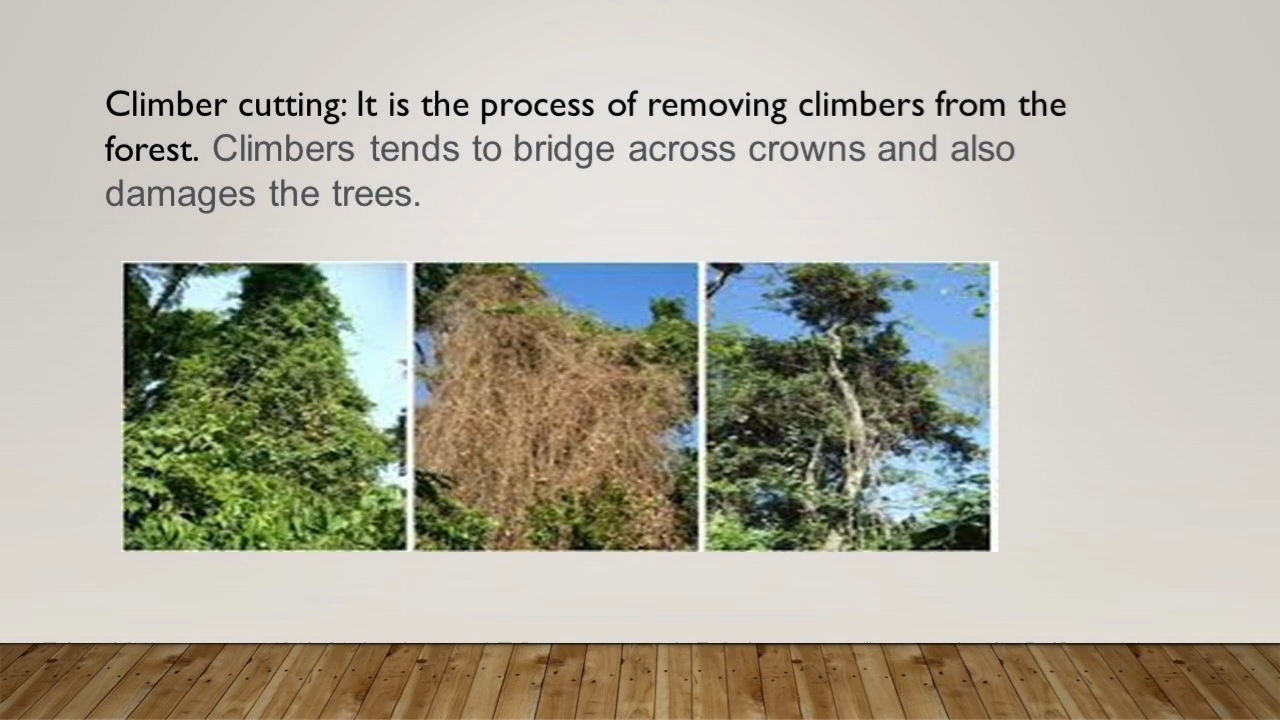 Climber cutting: It is the process of removing climbers from the
forest. Climbers tends to bridge across crowns and also
damages the trees.